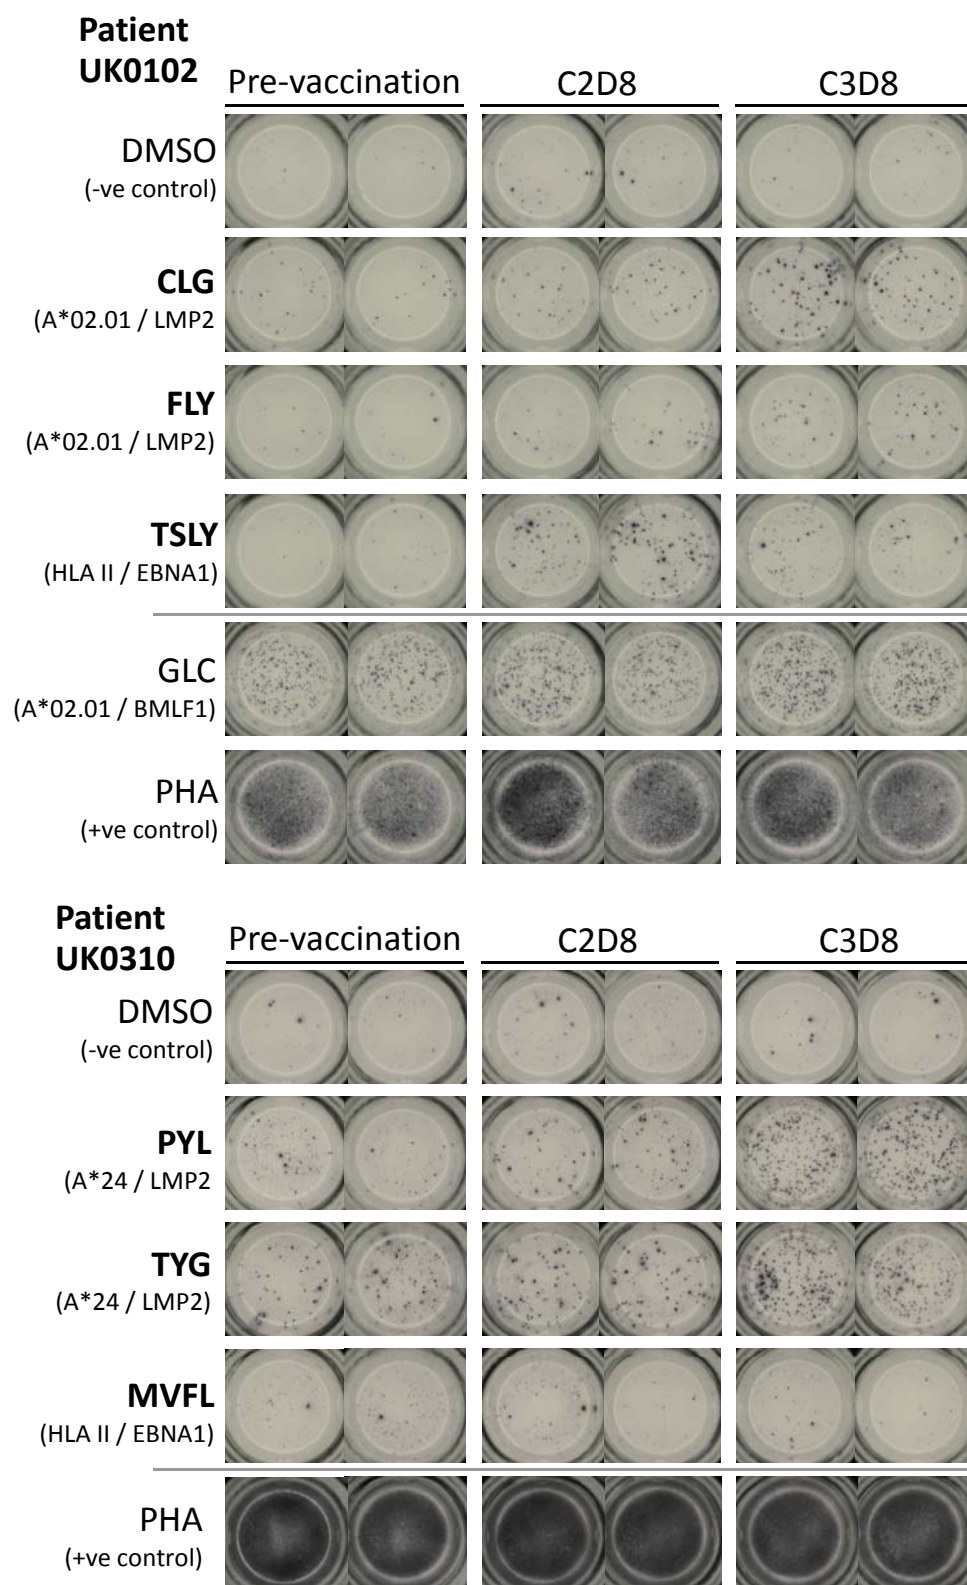 Patient
UK0102
Pre-vaccination C2D8 C3D8
DMSO
(-ve control)
CLG
(A*02.01 / LMP2
FLY
(A*02.01 / LMP2)
TSLY
(HLA II / EBNA1)
GLC
(A*02.01 / BMLF1)
PHA
(+ve control)
Patient
UK0310
Pre-vaccination C2D8 C3D8
DMSO
(-ve control)
PYL
(A*24 / LMP2
TYG
(A*24 / LMP2)
MVFL
(HLA II / EBNA1)
PHA
(+ve control)